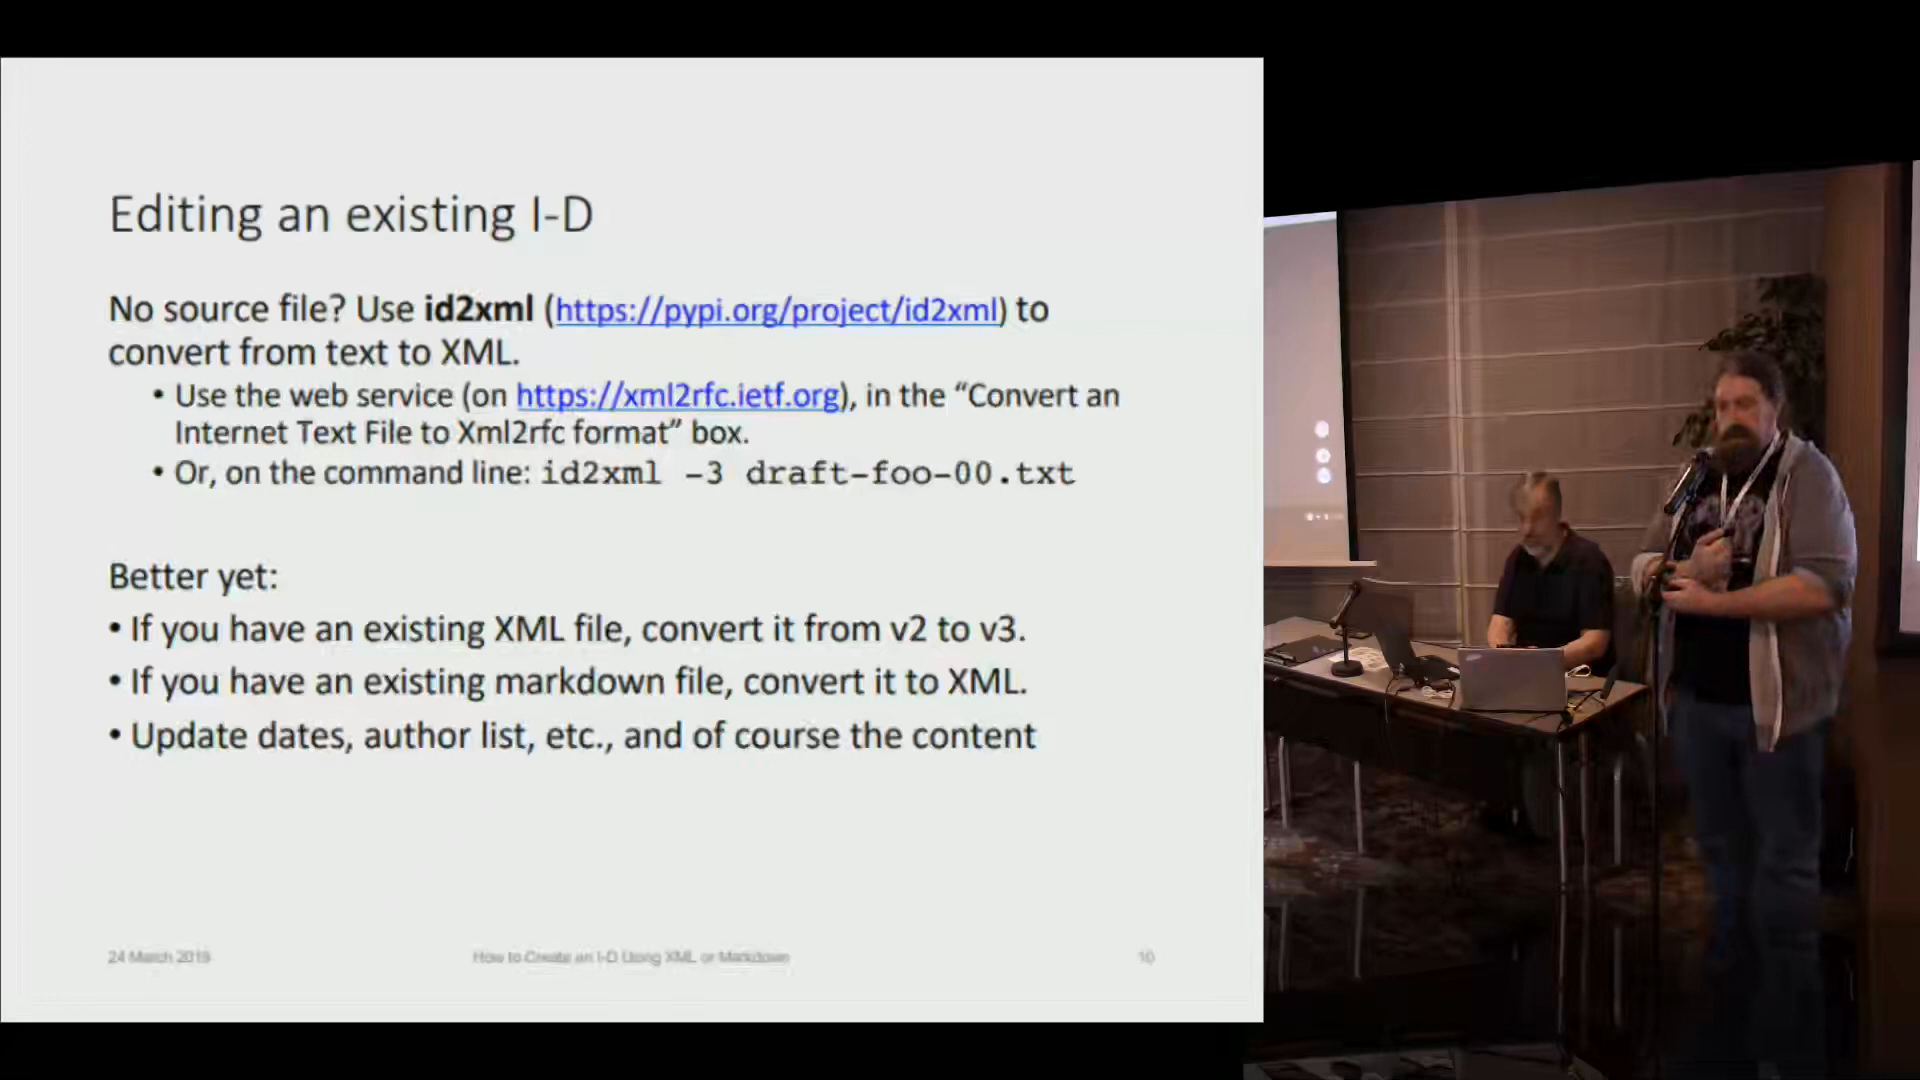 Editing an existing I-D
No source file? Use id2xml (https://pypi.org/project/id2xml) to
convert from text to XML.
• Use the web service (on https://xml2rfc.ietf.org), in the “Convert an
Internet Text File to Xml2rfc format” box.
• Or, on the command line: id2xml -3 draft-foo-00.txt
Better yet:
• If you have an existing XML file, convert it from v2 to v3.
• If you have an existing markdown file, convert it to XML.
• Update dates, author list, etc., and of course the content
24 March 2019
How to Create an I-D Using XML or Markdown
10